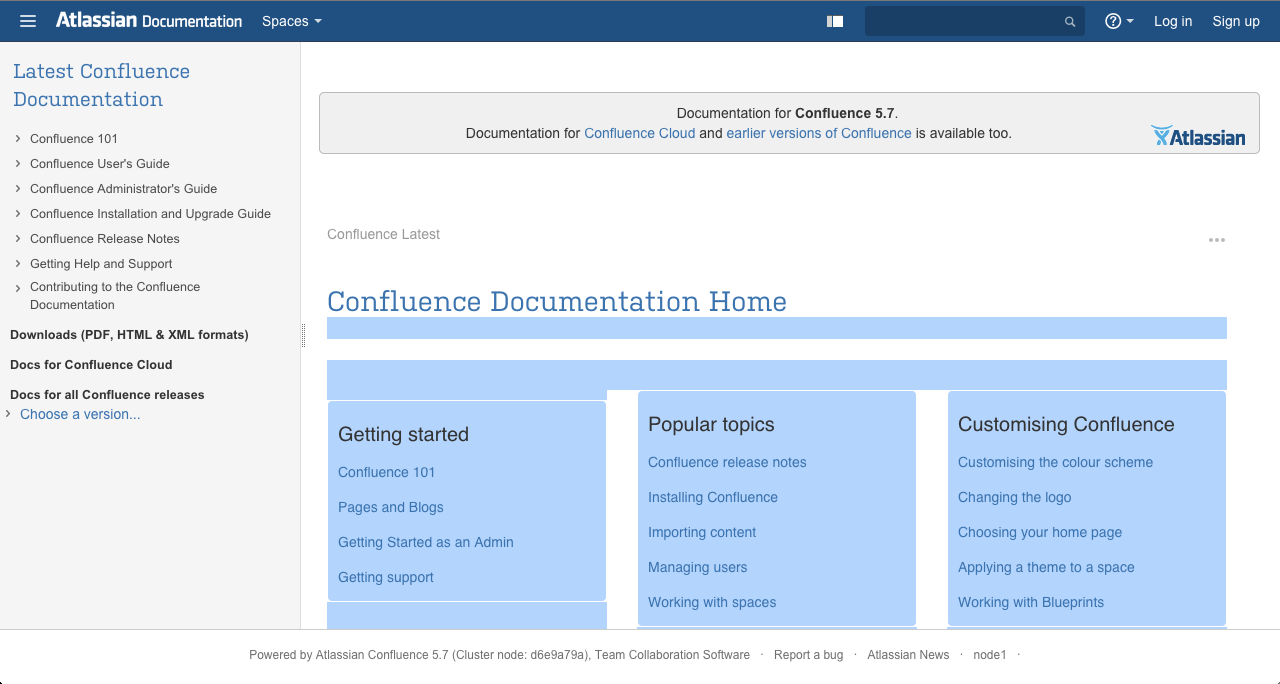 Atlassian Documentation Spaces
Log in Sign up
Latest Confluence
Documentation
Confluence 101
Confluence User's Guide
Confluence Administrator's Guide
Confluence Installation and Upgrade Guide
Confluence Release Notes
Getting Help and Support
Contributing to the Confluence
Documentation
Downloads (PDF, HTML & XML formats)
Docs for Confluence Cloud
Docs for all Confluence releases
Choose a version...
Documentation for Confluence 5.7.
Documentation for Confluence Cloud and earlier versions of Confluence is available too.
Atlassian
Confluence Latest
Confluence Documentation Home
Getting started
Confluence 101
Pages and Blogs
Getting Started as an Admin
Getting support
Popular topics
Confluence release notes
Installing Confluence
Importing content
Managing users
Working with spaces
Customising Confluence
Customising the colour scheme
Changing the logo
Choosing your home page
Applying a theme to a space
Working with Blueprints
Powered by Atlassian Confluence 5.7 (Cluster node: d6e9a79a), Team Collaboration Software · Report a bug · Atlassian News · node1 ·